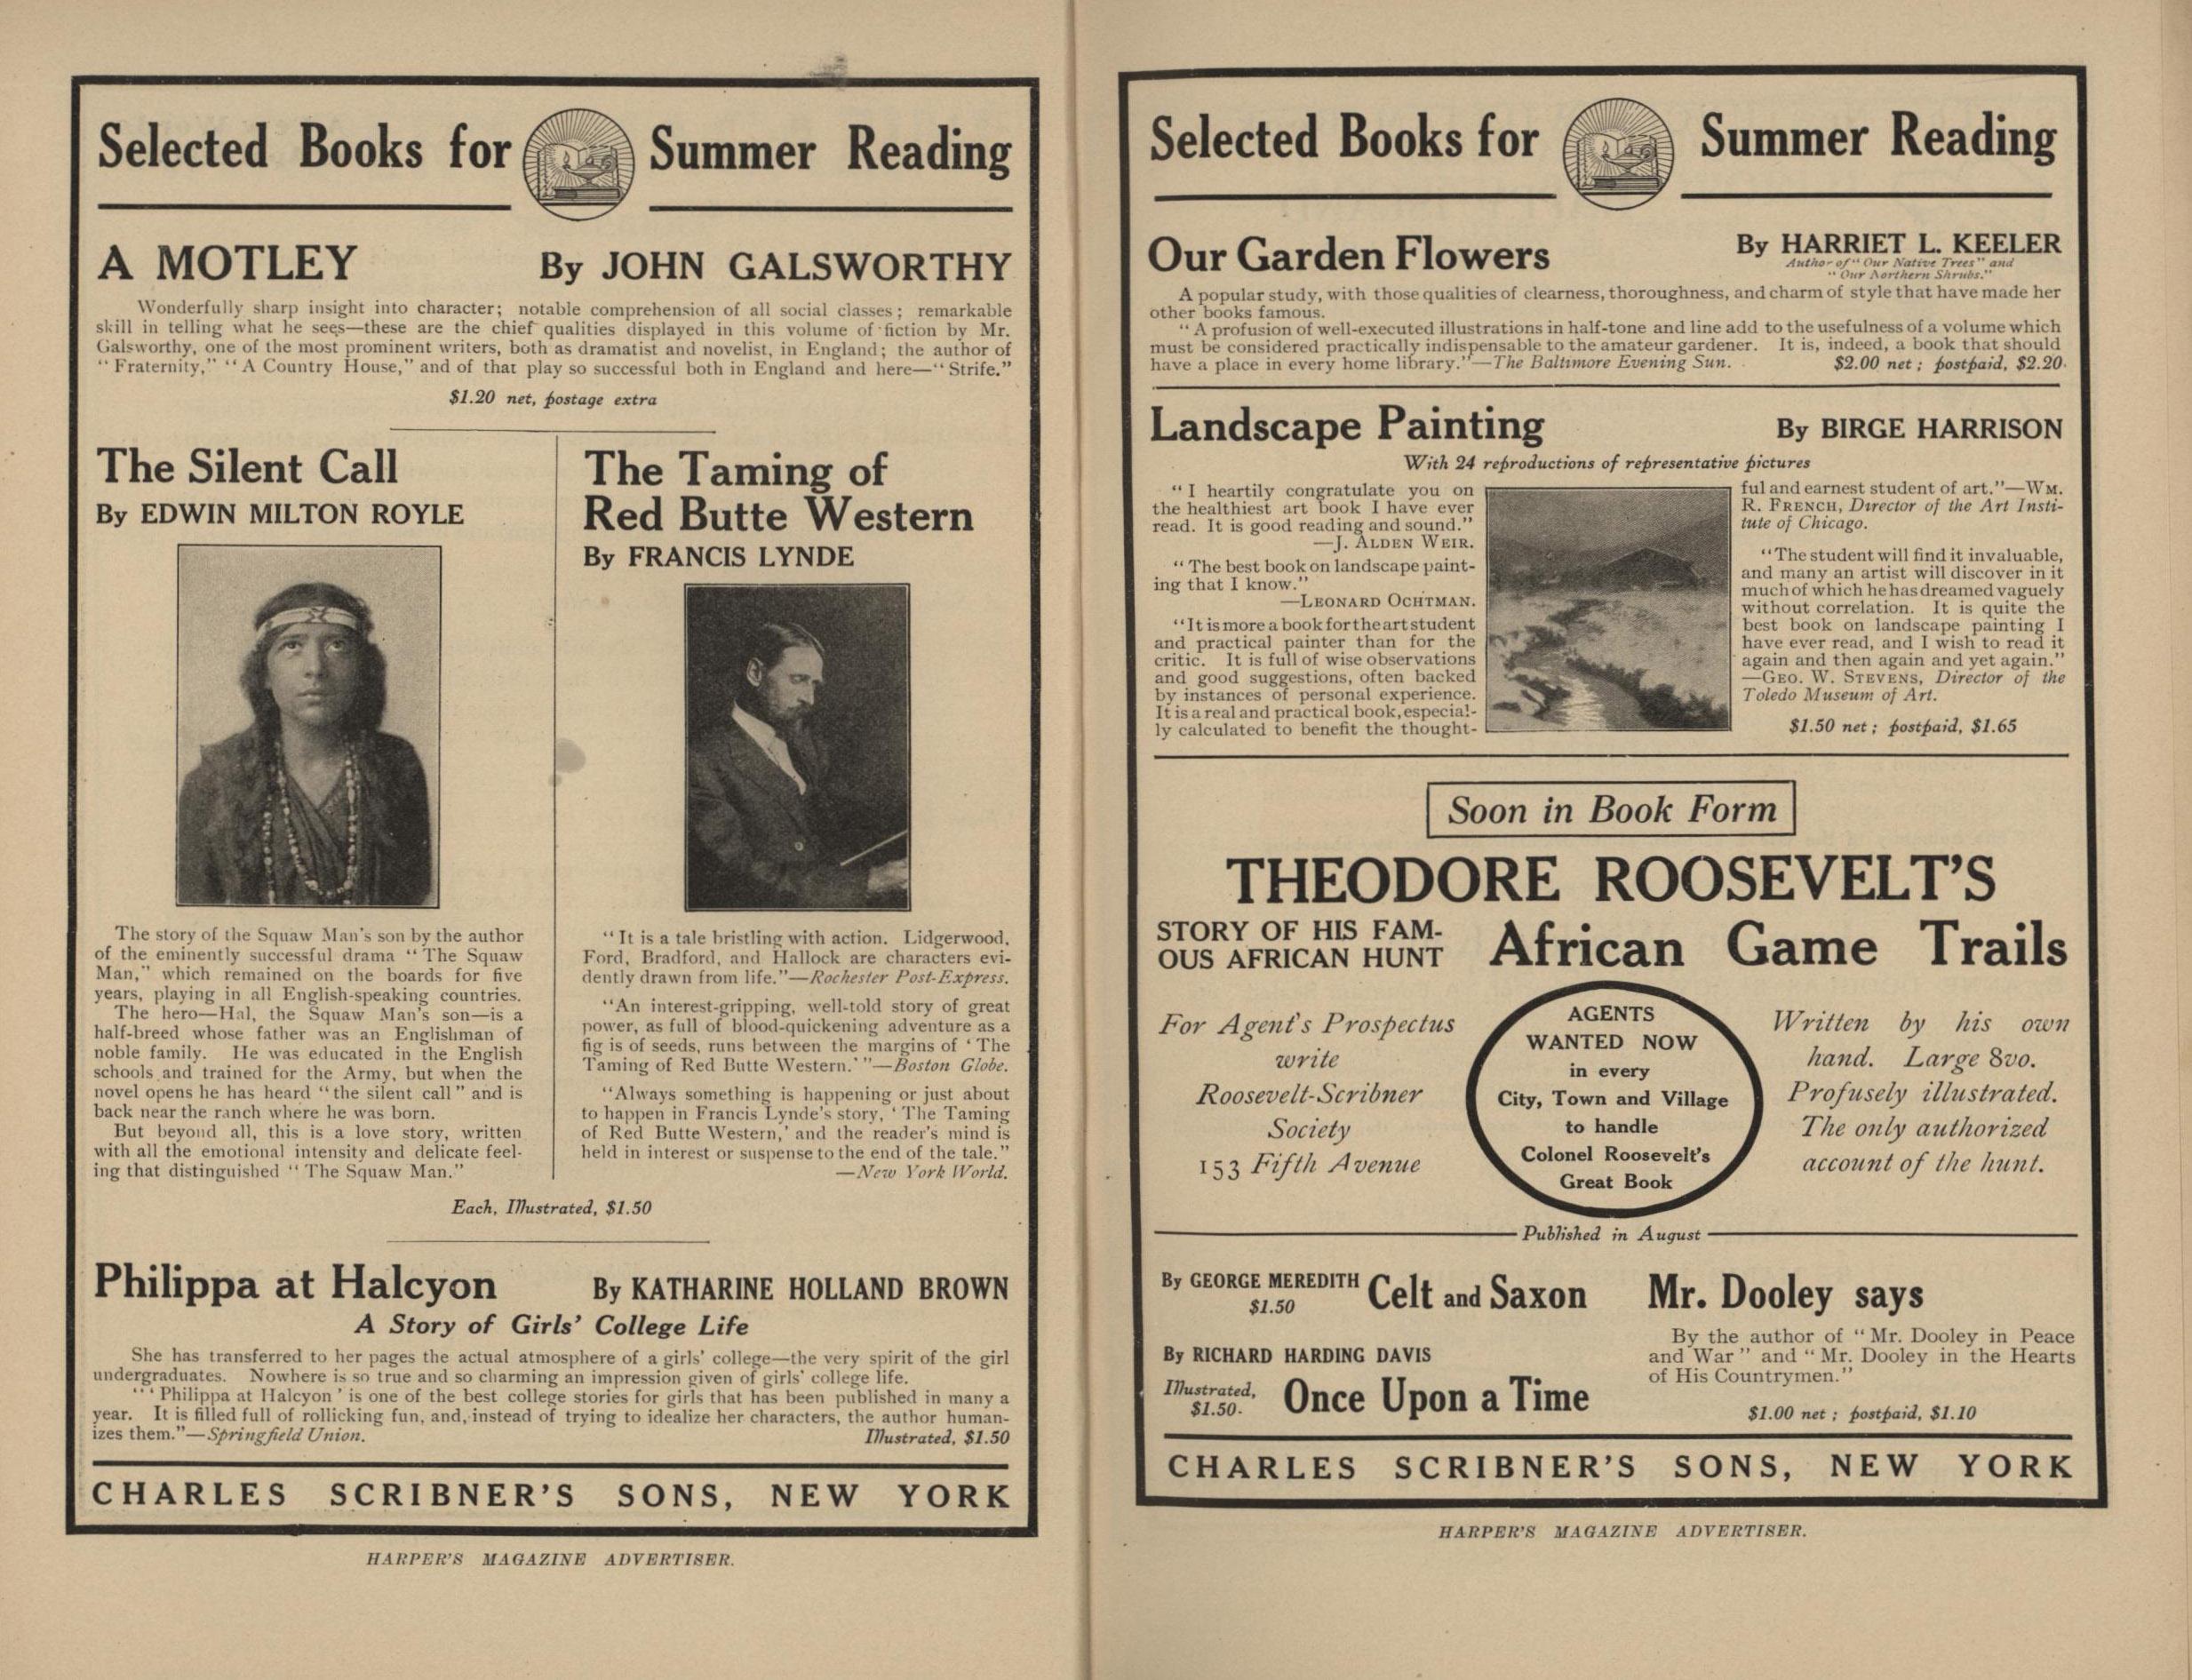 Selected Books for Summer Reading
A MOTLEY By JOHN GALSWORTHY
Wonderfully sharp insight into character; notable comprehension of all social classes; remarkable
skill in telling what he sees—these are the chief qualities displayed in this volume of fiction by Mr.
Galsworthy, one of the most prominent writers, both as dramatist and novelist, in England; the author of
"Fraternity," "A Country House," and of that play so successful both in England and here—"Strife."
$1.20 net, postage extra
The Silent Call
By EDWIN MILTON ROYLE
The story of the Squaw Man's son by the author
of the eminently successful drama "The Squaw
Man," which remained on the boards for five
years, playing in all English-speaking countries.
The hero—Hal, the Squaw Man's son—is a
half-breed whose father was an Englishman of
noble family. He was educated in the English
schools and trained for the Army, but when the
novel opens he has heard "the silent call" and is
back near the ranch where he was born.
But beyond all, this is a love story, written
with all the emotional intensity and delicate feel-
ing that distinguished "The Squaw Man."
The Taming of
Red Butte Western
By FRANCIS LYNDE
"It is a tale bristling with action. Lidgerwood,
Ford, Bradford, and Hallock are characters evi-
dently drawn from life."—Rochester Post-Express.
"An interest-gripping, well-told story of great
power, as full of blood-quickening adventure as a
fig is of seeds, runs between the margins of 'The
Taming of Red Butte Western.'"—Boston Globe.
"Always something is happening or just about
to happen in Francis Lynde's story, 'The Taming
of Red Butte Western,' and the reader's mind is
held in interest or suspense to the end of the tale."
—New York World.
Each, Illustrated, $1.50
Philippa at Halcyon By KATHARINE HOLLAND BROWN
A Story of Girls' College Life
She has transferred to her pages the actual atmosphere of a girls' college—the very spirit of the girl
undergraduates. Nowhere is so true and so charming an impression given of girls' college life.
"'Philippa at Halcyon' is one of the best college stories for girls that has been published in many a
year. It is filled full of rollicking fun, and, instead of trying to idealize her characters, the author human-
izes them."—Springfield Union. Illustrated, $1.50
CHARLES SCRIBNER'S SONS, NEW YORK
HARPER'S MAGAZINE ADVERTISER.
Selected Books for Summer Reading
Our Garden Flowers By HARRIET L. KEELER
Author of "Our Native Trees" and
"Our Northern Shrubs."
A popular study, with those qualities of clearness, thoroughness, and charm of style that have made her
other books famous.
"A profusion of well-executed illustrations in half-tone and line add to the usefulness of a volume which
must be considered practically indispensable to the amateur gardener. It is, indeed, a book that should
have a place in every home library."—The Baltimore Evening Sun. $2.00 net; postpaid, $2.20.
Landscape Painting By BIRGE HARRISON
With 24 reproductions of representative pictures
"I heartily congratulate you on
the healthiest art book I have ever
read. It is good reading and sound."
—J. ALDEN WEIR.
"The best book on landscape paint-
ing that I know."
—LEONARD OCHTMAN.
"It is more a book for the art student
and practical painter than for the
critic. It is full of wise observations
and good suggestions, often backed
by instances of personal experience.
It is a real and practical book, especial-
ly calculated to benefit the thought-
ful and earnest student of art."—WM.
R. FRENCH, Director of the Art Insti-
tute of Chicago.
"The student will find it invaluable,
and many an artist will discover in it
much of which he has dreamed vaguely
without correlation. It is quite the
best book on landscape painting I
have ever read, and I wish to read it
again and then again and yet again."
—GEO. W. STEVENS, Director of the
Toledo Museum of Art.
$1.50 net; postpaid, $1.65
Soon in Book Form
THEODORE ROOSEVELT'S
STORY OF HIS FAM-
OUS AFRICAN HUNT
African Game Trails
For Agent's Prospectus
write
Roosevelt-Scribner
Society
153 Fifth Avenue
AGENTS
WANTED NOW
in every
City, Town and Village
to handle
Colonel Roosevelt's
Great Book
Written by his own
hand. Large 8vo.
Profusely illustrated.
The only authorized
account of the hunt.
Published in August
By GEORGE MEREDITH
$1.50
Celt and Saxon
By RICHARD HARDING DAVIS
Illustrated,
$1.50.
Once Upon a Time
Mr. Dooley says
By the author of "Mr. Dooley in Peace
and War" and "Mr. Dooley in the Hearts
of His Countrymen."
$1.00 net; postpaid, $1.10
CHARLES SCRIBNER'S SONS, NEW YORK
HARPER'S MAGAZINE ADVERTISER.